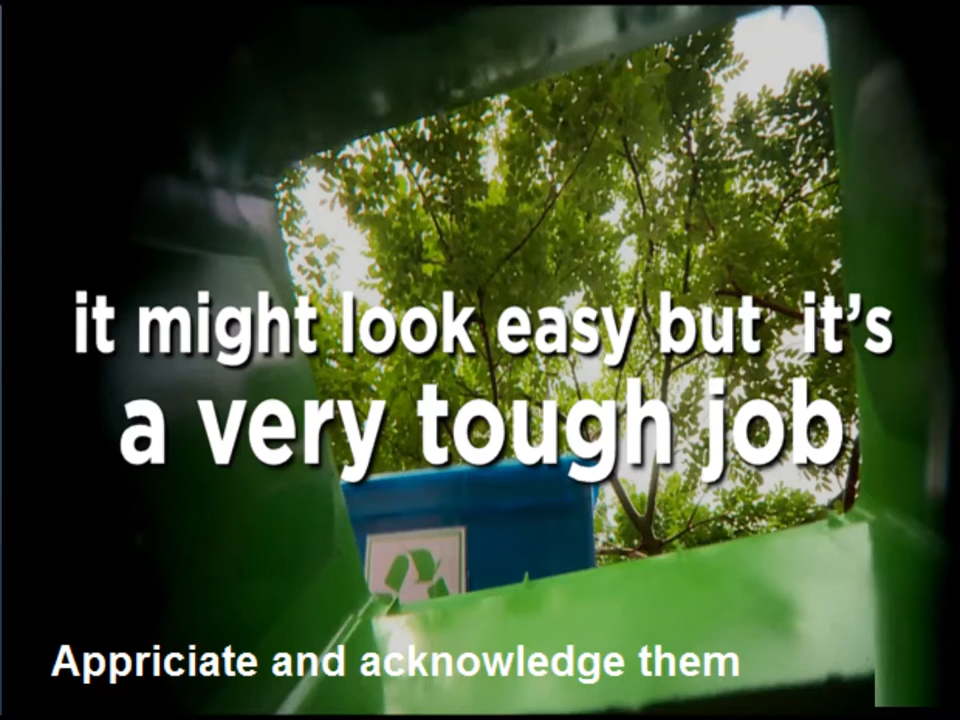 it might look easy but it's
a very tough job
Appriciate and acknowledge them